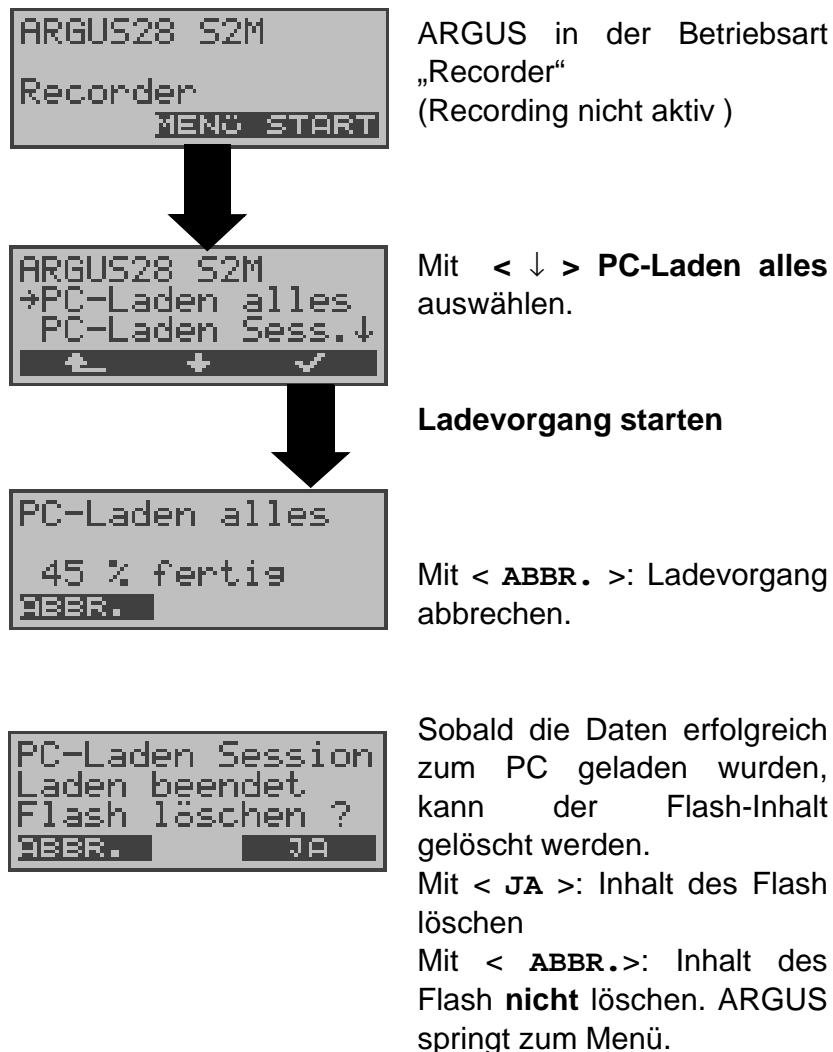 ARGUS28 S2M
Recorder
MENÜ START
ARGUS in der Betriebsart
„Recorder“
(Recording nicht aktiv )
ARGUS28 S2M
→PC-Laden alles
PC-Laden Sess.↓
Mit < ↓ > PC-Laden alles
auswählen.
Ladevorgang starten
PC-Laden alles
45 % fertig
ABBR.
Mit < ABBR. >: Ladevorgang
abbrechen.
PC-Laden Session
Laden beendet
Flash löschen ?
ABBR. JA
Sobald die Daten erfolgreich
zum PC geladen wurden,
kann der Flash-Inhalt
gelöscht werden.
Mit < JA >: Inhalt des Flash
löschen
Mit < ABBR.>: Inhalt des
Flash nicht löschen. ARGUS
springt zum Menü.